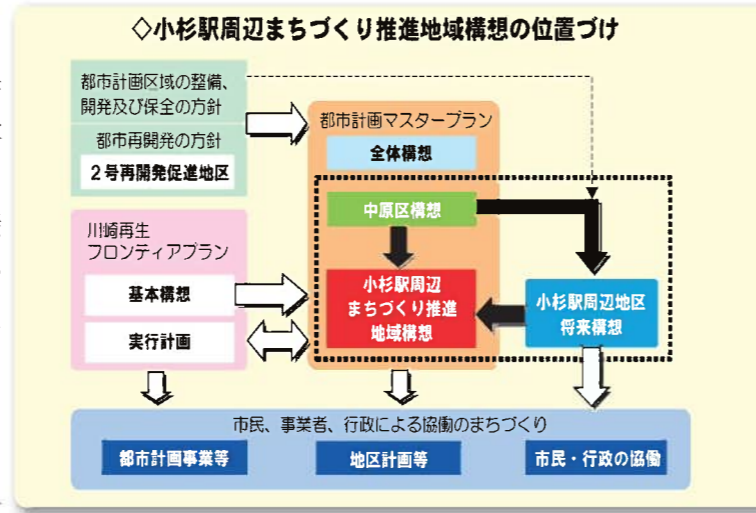 ◇小杉駅周辺まちづくり推進地域構想の位置づけ
都市計画区域の整備、
開発及び保全の方針
都市再開発の方針
２号再開発促進地区
都市計画マスタープラン
全体構想
中原区構想
川崎再生
フロンティアプラン
基本構想
実行計画
小杉駅周辺
まちづくり推進
地域構想
小杉駅周辺地区
将来構想
市民、事業者、行政による協働のまちづくり
都市計画事業等
地区計画等
市民・行政の協働